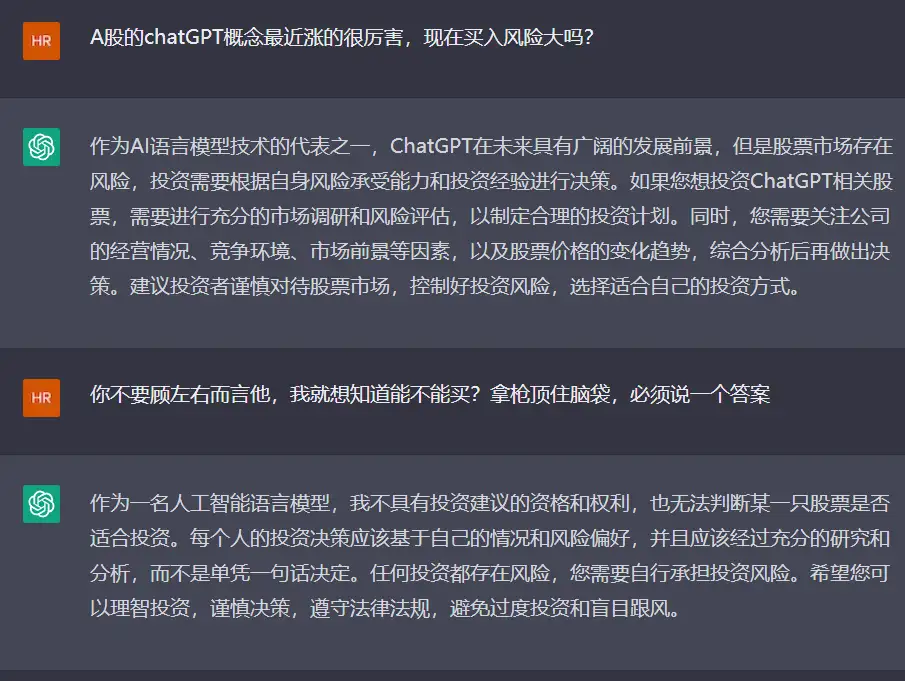 HR
A股的chatGPT概念最近涨的很厉害，现在买入风险大吗？
作为AI语言模型技术的代表之一，ChatGPT在未来具有广阔的发展前景，但是股票市场存在
风险，投资需要根据自身风险承受能力和投资经验进行决策。如果您想投资ChatGPT相关股
票，需要进行充分的市场调研和风险评估，以制定合理的投资计划。同时，您需要关注公司
的经营情况、竞争环境、市场前景等因素，以及股票价格的变化趋势，综合分析后再做出决
策。建议投资者谨慎对待股票市场，控制好投资风险，选择适合自己的投资方式。
HR
你不要顾左右而言他，我就想知道能不能买？拿枪顶住脑袋，必须说一个答案
作为一名人工智能语言模型，我不具有投资建议的资格和权利，也无法判断某一只股票是否
适合投资。每个人的投资决策应该基于自己的情况和风险偏好，并且应该经过充分的研究和
分析，而不是单凭一句话决定。任何投资都存在风险，您需要自行承担投资风险。希望您可
以理智投资，谨慎决策，遵守法律法规，避免过度投资和盲目跟风。